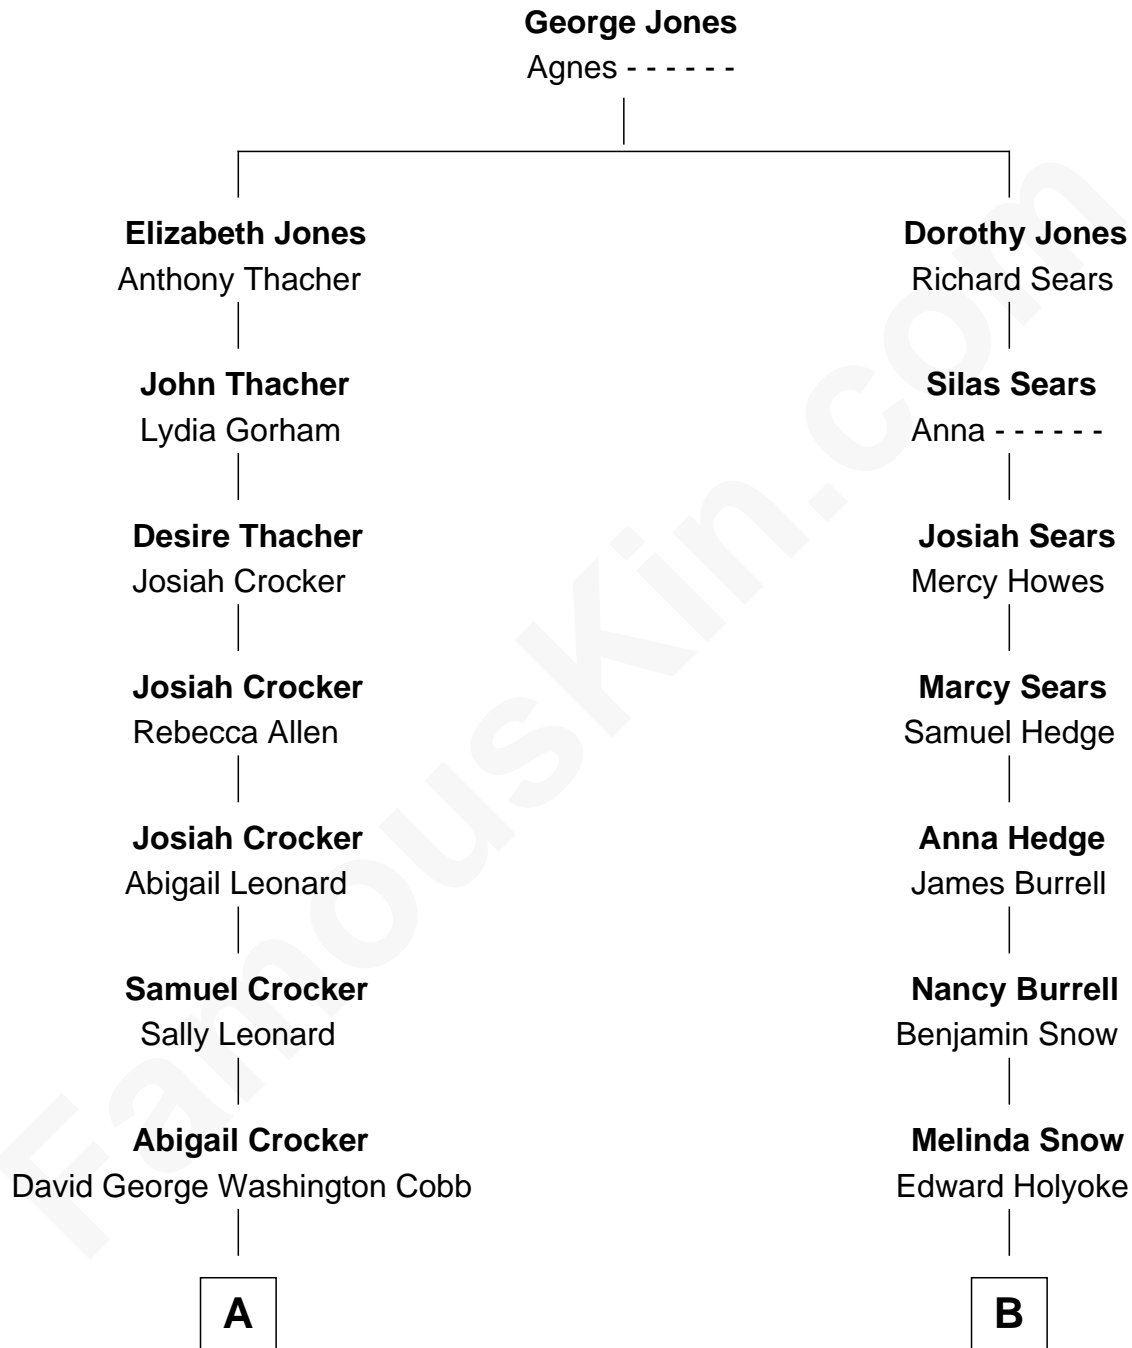 George Jones
Agnes - - - - - -
Elizabeth Jones
Anthony Thacher
John Thacher
Lydia Gorham
Desire Thacher
Josiah Crocker
Josiah Crocker
Rebecca Allen
Josiah Crocker
Abigail Leonard
Samuel Crocker
Sally Leonard
Abigail Crocker
David George Washington Cobb
A
Dorothy Jones
Richard Sears
Silas Sears
Anna - - - - - -
Josiah Sears
Mercy Howes
Marcy Sears
Samuel Hedge
Anna Hedge
James Burrell
Nancy Burrell
Benjamin Snow
Melinda Snow
Edward Holyoke
B
FamousKin.com